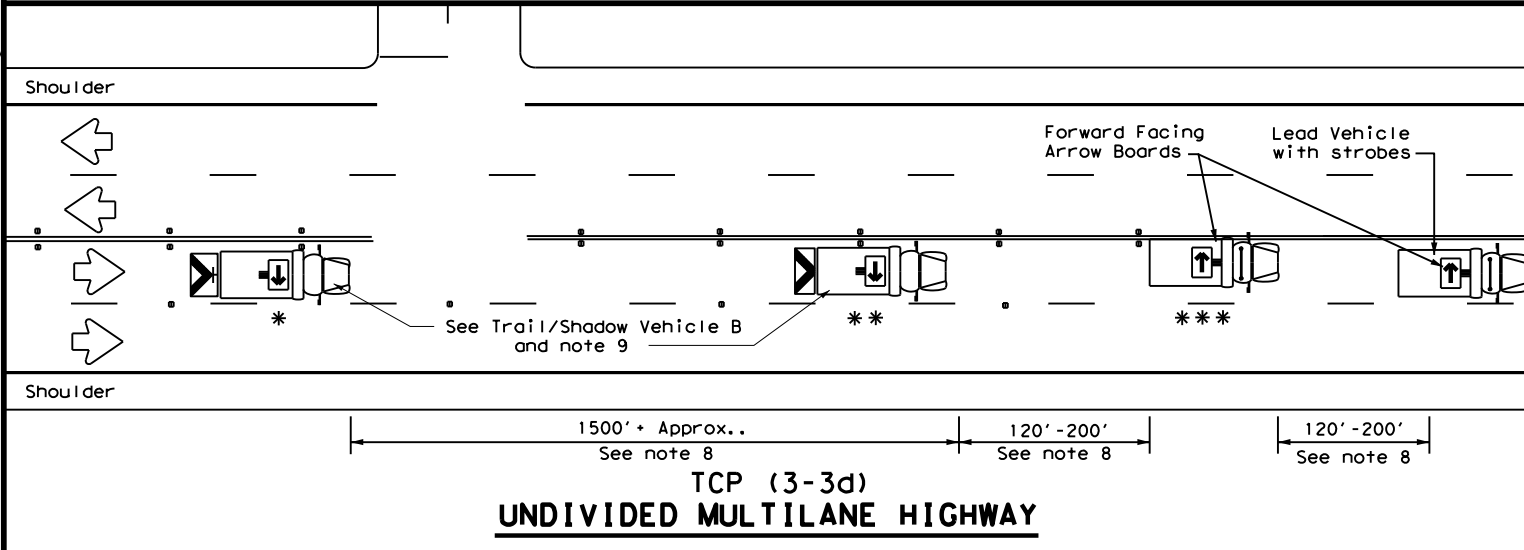 Shoulder
Forward Facing
Arrow Boards
Lead Vehicle
with strobes
*
**
***
See Trail/Shadow Vehicle B
and note 9
Shoulder
1500'+ Approx..
See note 8
120'-200'
See note 8
120'-200'
See note 8
TCP (3-3d)
UNDIVIDED MULTILANE HIGHWAY